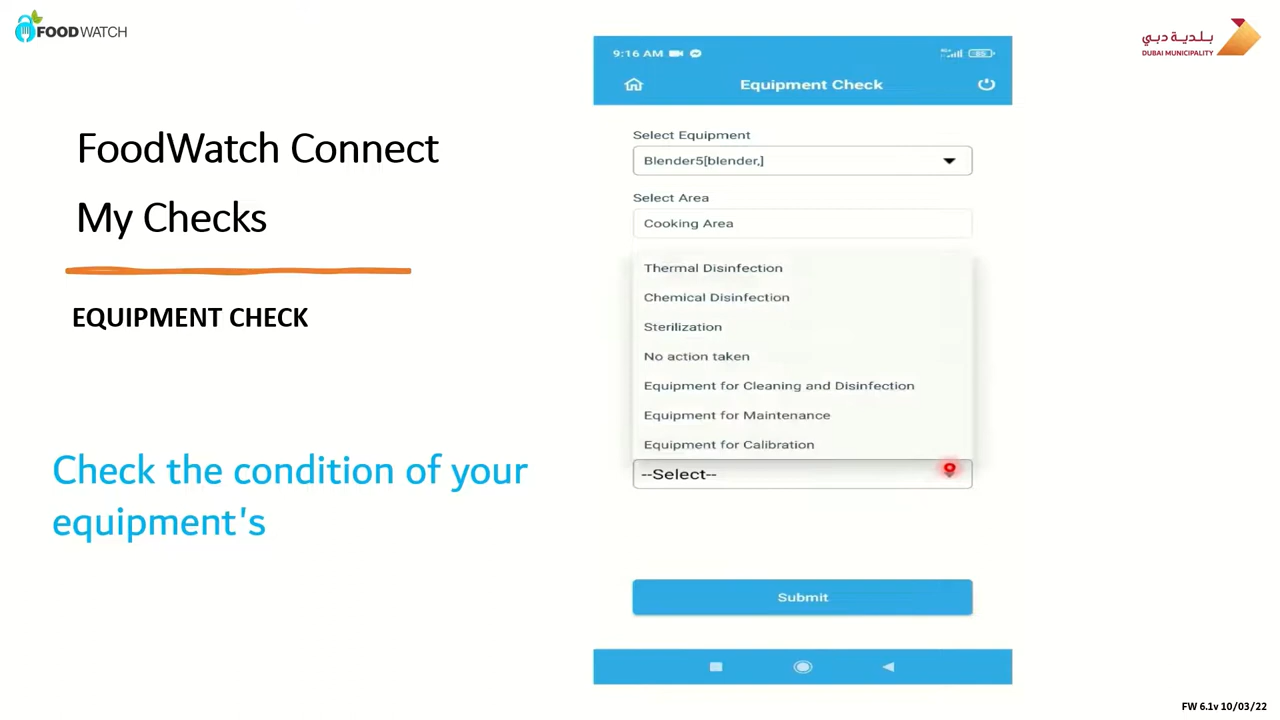 FOODWATCH
بلدية دبي
DUBAI MUNICIPALITY
FoodWatch Connect
My Checks
EQUIPMENT CHECK
Check the condition of your
equipment's
9:16 AM
Equipment Check
Select Equipment
Blender5[blender,]
Select Area
Cooking Area
Thermal Disinfection
Chemical Disinfection
Sterilization
No action taken
Equipment for Cleaning and Disinfection
Equipment for Maintenance
Equipment for Calibration
--Select--
Submit
FW 6.1v 10/03/22